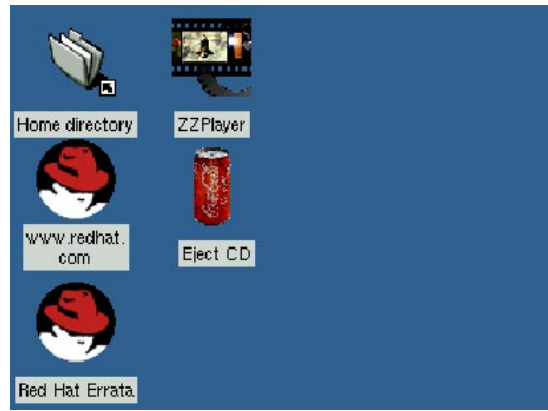 Home directory
ZZPlayer
www.redhat.
com
Eject CD
Red Hat Errata